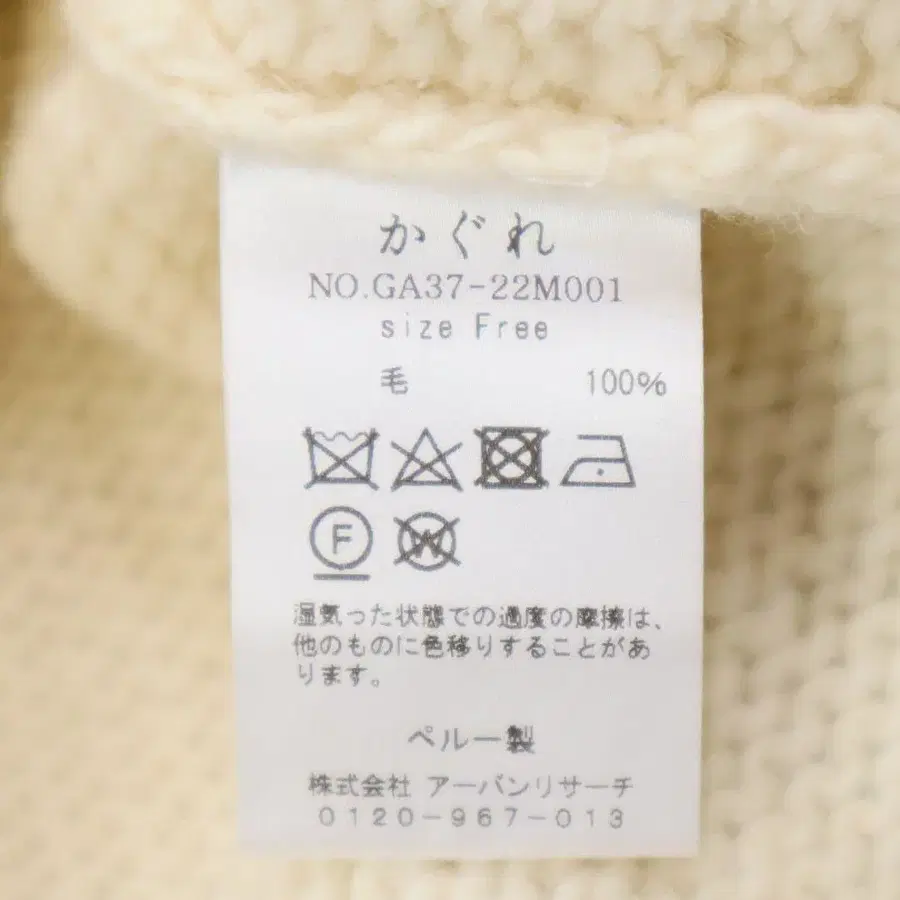 かぐれ
NO.GA37-22M001
size Free
毛 100%
F
W
湿気った状態での過度の摩擦は、
他のものに色移りすることがあ
ります。
ペルー製
株式会社 アーバンリサーチ
0120-967-013